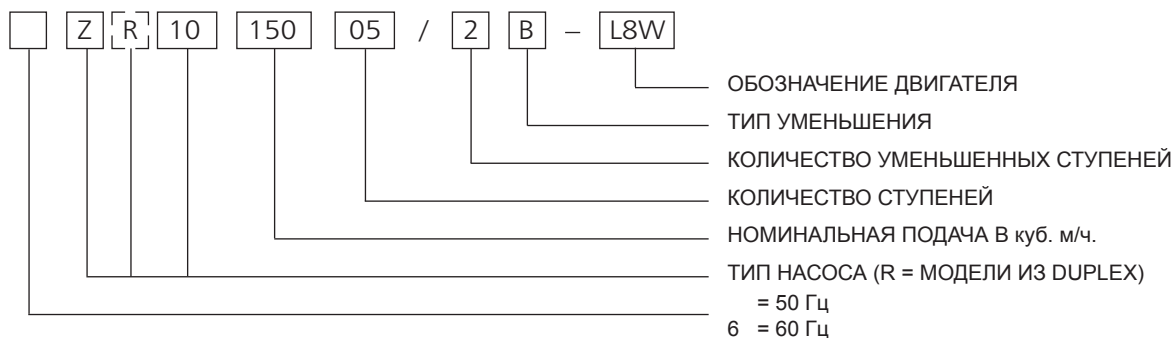 Z R 10 150 05 / 2 B – L8W
ОБОЗНАЧЕНИЕ ДВИГАТЕЛЯ
ТИП УМЕНЬШЕНИЯ
КОЛИЧЕСТВО УМЕНЬШЕННЫХ СТУПЕНЕЙ
КОЛИЧЕСТВО СТУПЕНЕЙ
НОМИНАЛЬНАЯ ПОДАЧА В куб. м/ч.
ТИП НАСОСА (R = МОДЕЛИ ИЗ DUPLEX)
= 50 Гц
6 = 60 Гц